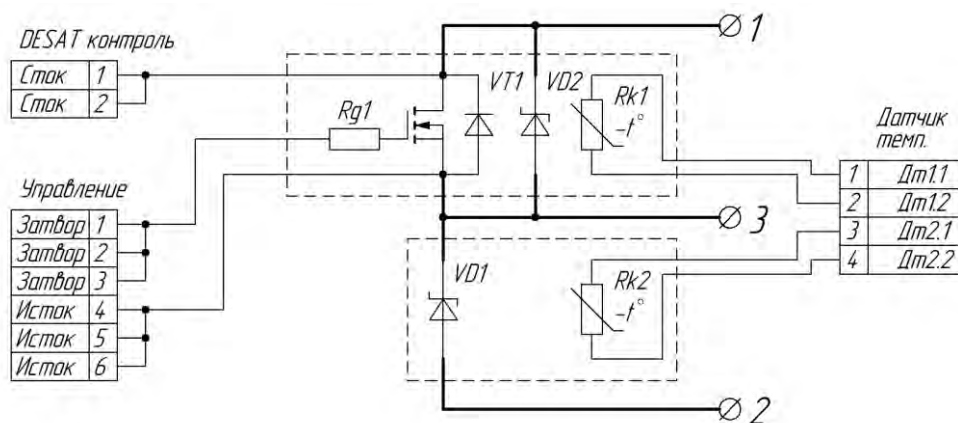 DESAT контроль
Сток 1
Сток 2
Управление
Затвор 1
Затвор 2
Затвор 3
Исток 4
Исток 5
Исток 6
Rg1
VT1
VD2
Rk1
-t°
VD1
Rk2
-t°
1
3
2
Датчик
темп.
1 Дт1.1
2 Дт1.2
3 Дт2.1
4 Дт2.2